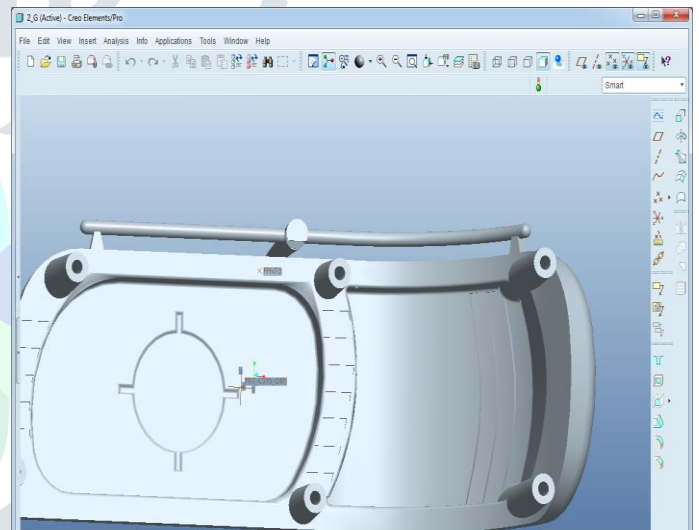 2_G (Active) - Creo Elements/Pro
File Edit View Insert Analysis Info Applications Tools Window Help
Smart